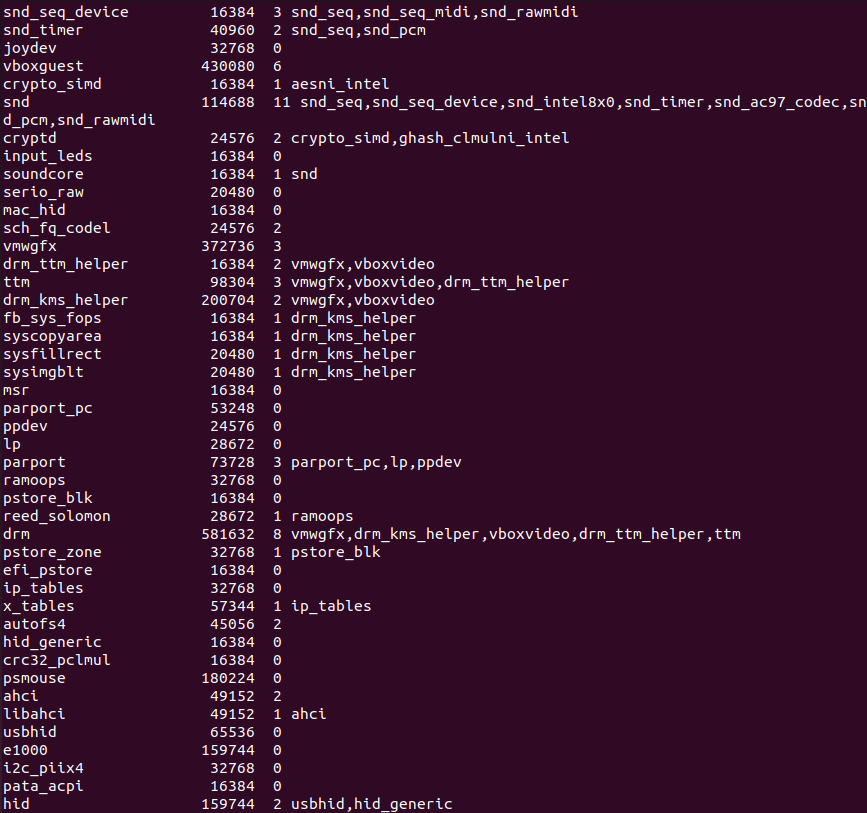 snd_seq_device         16384  3 snd_seq,snd_seq_midi,snd_rawmidi
snd_timer              40960  2 snd_seq,snd_pcm
joydev                 32768  0
vboxguest             430080  6
crypto_simd            16384  1 aesni_intel
snd                   114688  11 snd_seq,snd_seq_device,snd_intel8x0,snd_timer,snd_ac97_codec,sn
d_pcm,snd_rawmidi
cryptd                 24576  2 crypto_simd,ghash_clmulni_intel
input_leds             16384  0
soundcore              16384  1 snd
serio_raw              20480  0
mac_hid                16384  0
sch_fq_codel           24576  2
vmwgfx                372736  3
drm_ttm_helper         16384  2 vmwgfx,vboxvideo
ttm                    98304  3 vmwgfx,vboxvideo,drm_ttm_helper
drm_kms_helper        200704  2 vmwgfx,vboxvideo
fb_sys_fops            16384  1 drm_kms_helper
syscopyarea            16384  1 drm_kms_helper
sysfillrect            20480  1 drm_kms_helper
sysimgblt              20480  1 drm_kms_helper
msr                    16384  0
parport_pc             53248  0
ppdev                  24576  0
lp                     28672  0
parport                73728  3 parport_pc,lp,ppdev
ramoops                32768  0
pstore_blk             16384  0
reed_solomon           28672  1 ramoops
drm                   581632  8 vmwgfx,drm_kms_helper,vboxvideo,drm_ttm_helper,ttm
pstore_zone            32768  1 pstore_blk
efi_pstore             16384  0
ip_tables              32768  0
x_tables               57344  1 ip_tables
autofs4                45056  2
hid_generic            16384  0
crc32_pclmul           16384  0
psmouse               180224  0
ahci                   49152  2
libahci                49152  1 ahci
usbhid                 65536  0
e1000                 159744  0
i2c_piix4              32768  0
pata_acpi              16384  0
hid                   159744  2 usbhid,hid_generic